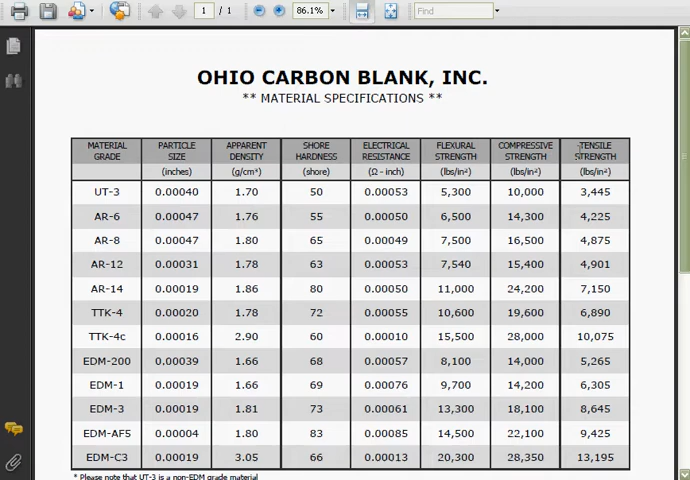 1 / 1 86.1% Find
OHIO CARBON BLANK, INC.
** MATERIAL SPECIFICATIONS **
MATERIAL GRADE PARTICLE SIZE APPARENT DENSITY SHORE HARDNESS ELECTRICAL RESISTANCE FLEXURAL STRENGTH COMPRESSIVE STRENGTH TENSILE STRENGTH
(inches) (g/cm³) (shore) (Ω - inch) (lbs/in²) (lbs/in²) (lbs/in²)
UT-3 0.00040 1.70 50 0.00053 5,300 10,000 3,445
AR-6 0.00047 1.76 55 0.00050 6,500 14,300 4,225
AR-8 0.00047 1.80 65 0.00049 7,500 16,500 4,875
AR-12 0.00031 1.78 63 0.00053 7,540 15,400 4,901
AR-14 0.00019 1.86 80 0.00050 11,000 24,200 7,150
TTK-4 0.00020 1.78 72 0.00055 10,600 19,600 6,890
TTK-4c 0.00016 2.90 60 0.00010 15,500 28,000 10,075
EDM-200 0.00039 1.66 68 0.00057 8,100 14,000 5,265
EDM-1 0.00019 1.66 69 0.00076 9,700 14,200 6,305
EDM-3 0.00019 1.81 73 0.00061 13,300 18,100 8,645
EDM-AF5 0.00004 1.80 83 0.00085 14,500 22,100 9,425
EDM-C3 0.00019 3.05 66 0.00013 20,300 28,350 13,195
* Please note that UT-3 is a non-EDM grade material